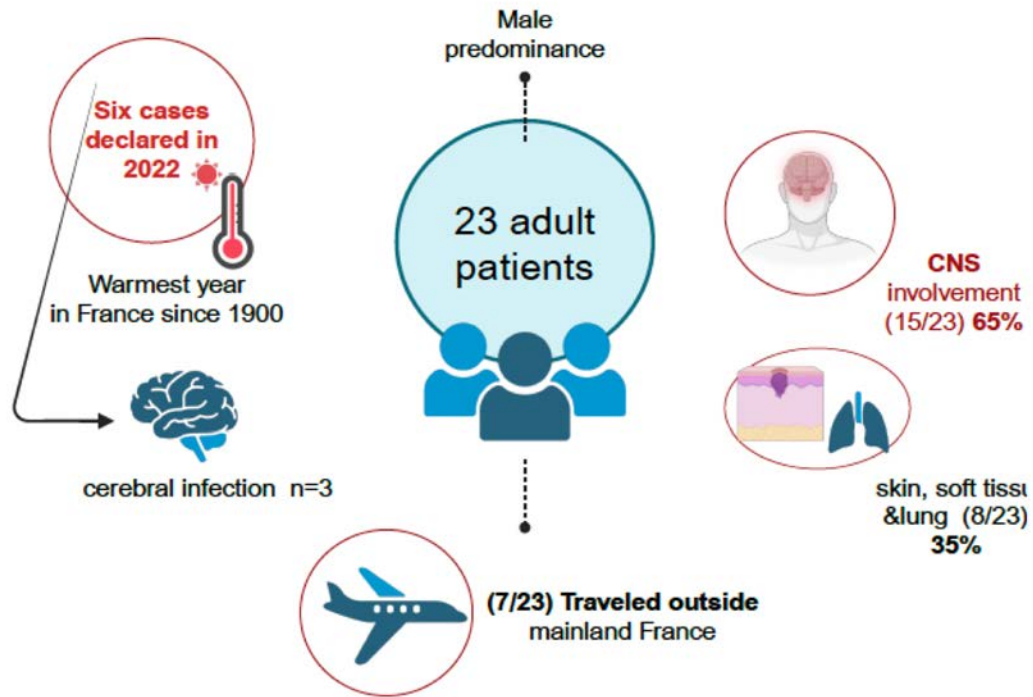 Male
predominance
Six cases
declared in
2022
Warmest year
in France since 1900
cerebral infection n=3
23 adult
patients
CNS
involvement
(15/23) 65%
skin, soft tissu
&lung (8/23)
35%
(7/23) Traveled outside
mainland France